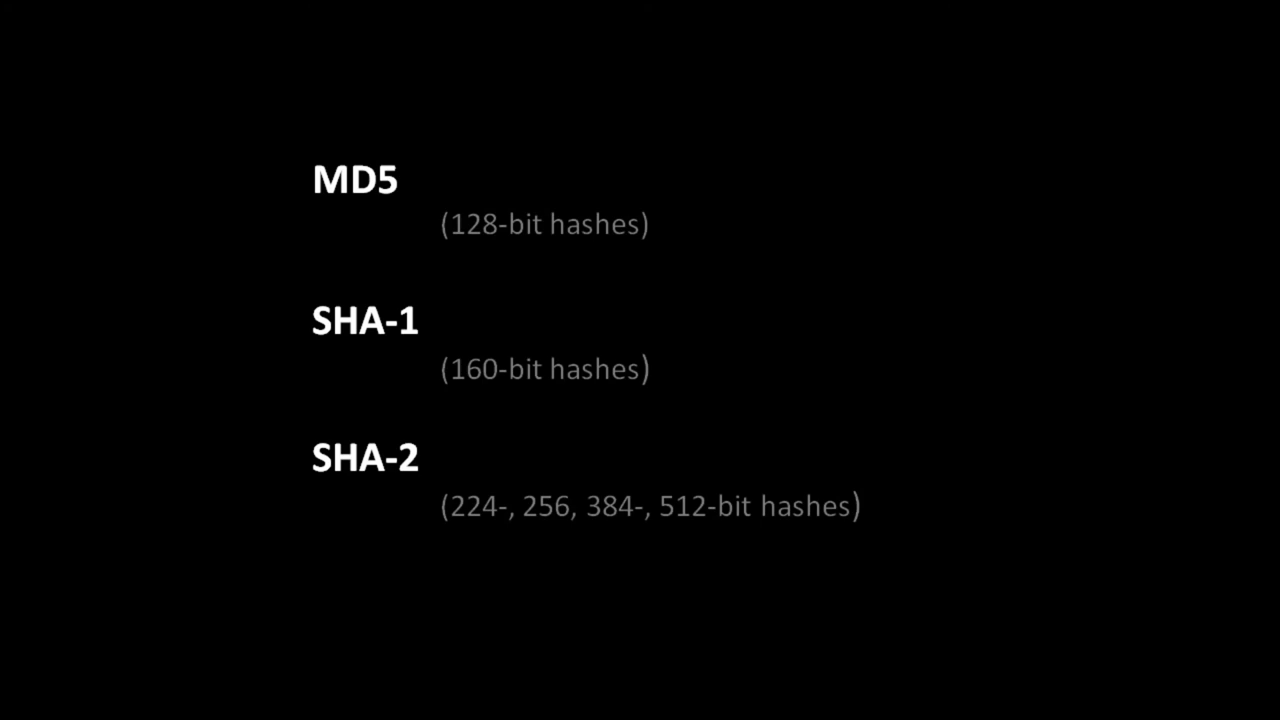 MD5
(128-bit hashes)
SHA-1
(160-bit hashes)
SHA-2
(224-, 256, 384-, 512-bit hashes)